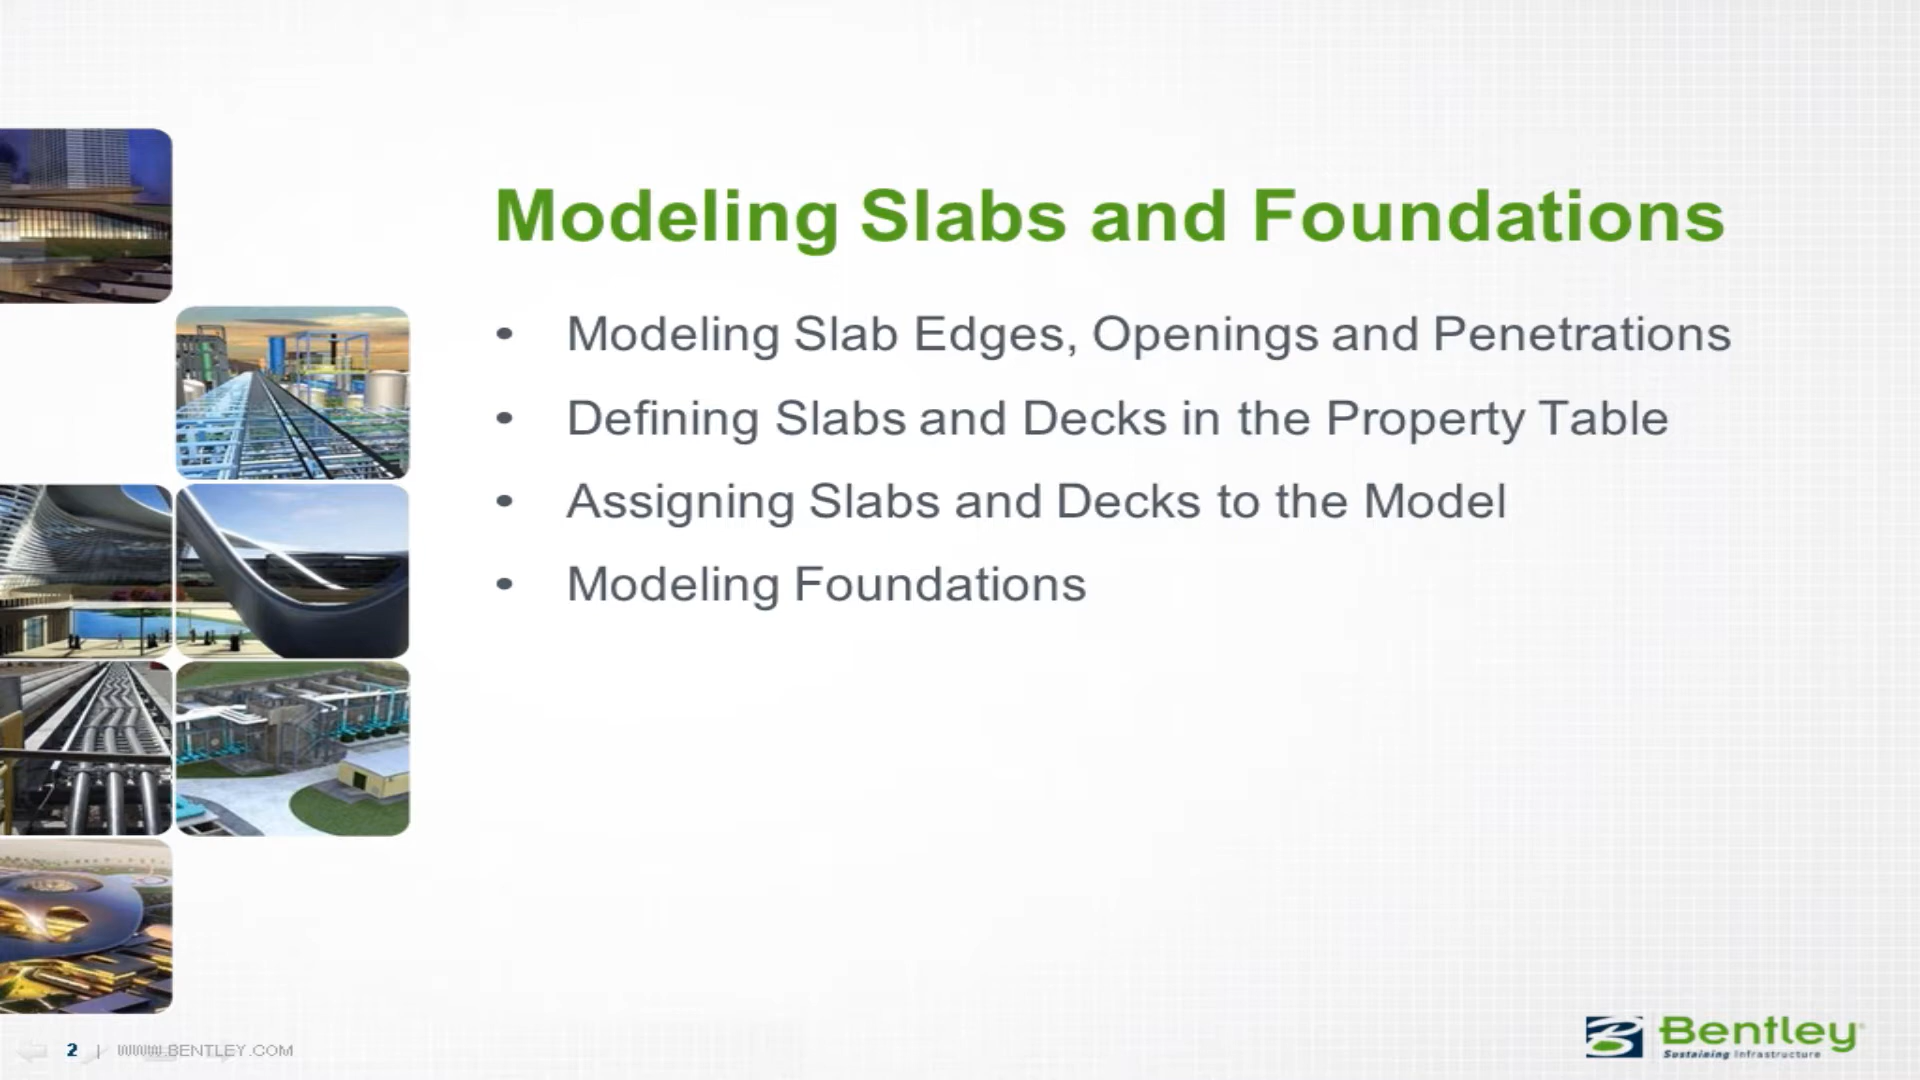 Modeling Slabs and Foundations
• Modeling Slab Edges, Openings and Penetrations
• Defining Slabs and Decks in the Property Table
• Assigning Slabs and Decks to the Model
• Modeling Foundations
2 | WWW.BENTLEY.COM
Bentley®
Sustaining Infrastructure